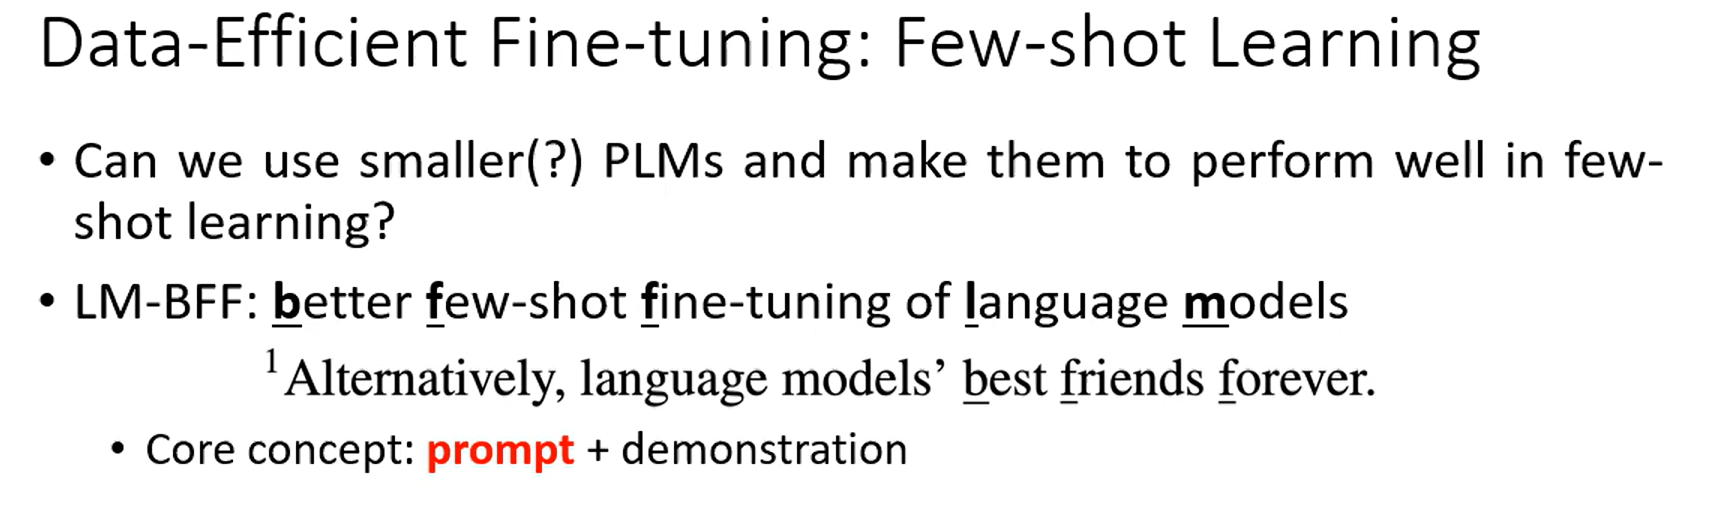 Data-Efficient Fine-tuning: Few-shot Learning
• Can we use smaller(?) PLMs and make them to perform well in few-
shot learning?
• LM-BFF: better few-shot fine-tuning of language models
1 Alternatively, language models’ best friends forever.
• Core concept: prompt + demonstration